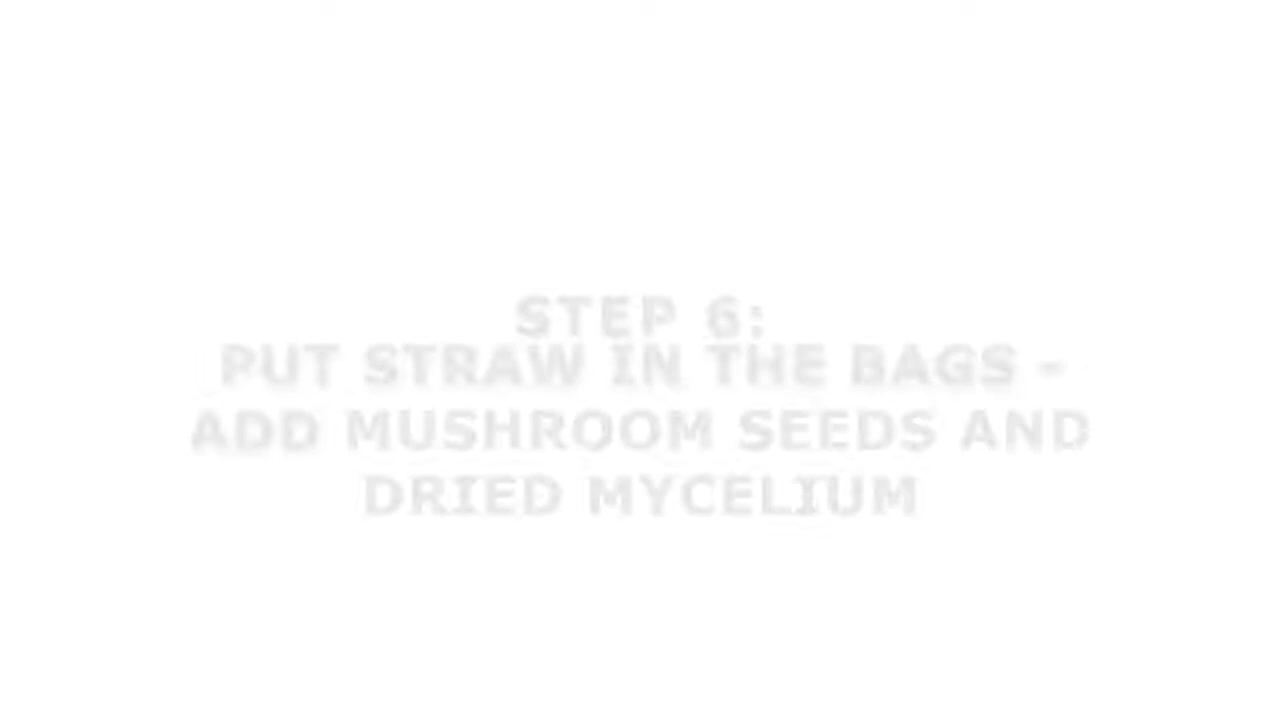 STEP 6:
PUT STRAW IN THE BAGS -
ADD MUSHROOM SEEDS AND
DRIED MYCELIUM